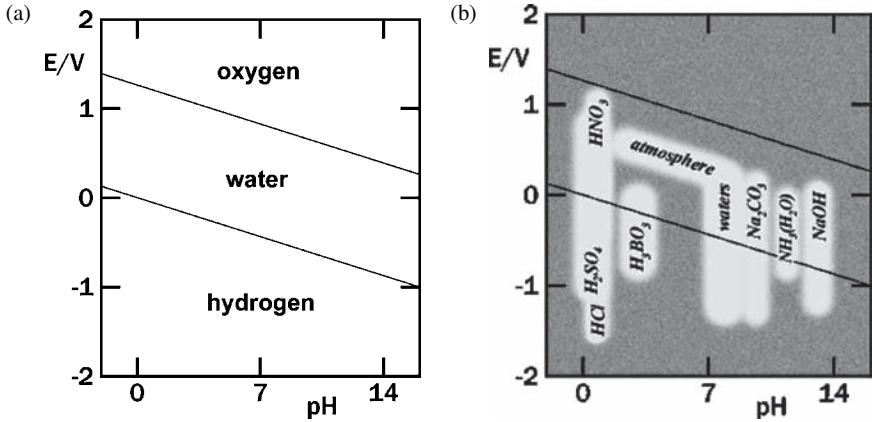 (a)
2
E/V
1
0
-1
-2
oxygen
water
hydrogen
0
7
14
pH
(b)
2
E/V
1
0
-1
-2
HNO₃
atmosphere
waters
Na₂CO₃
NH₃(H₂O)
NaOH
H₃BO₃
H₂SO₄
HCl
0
7
14
pH